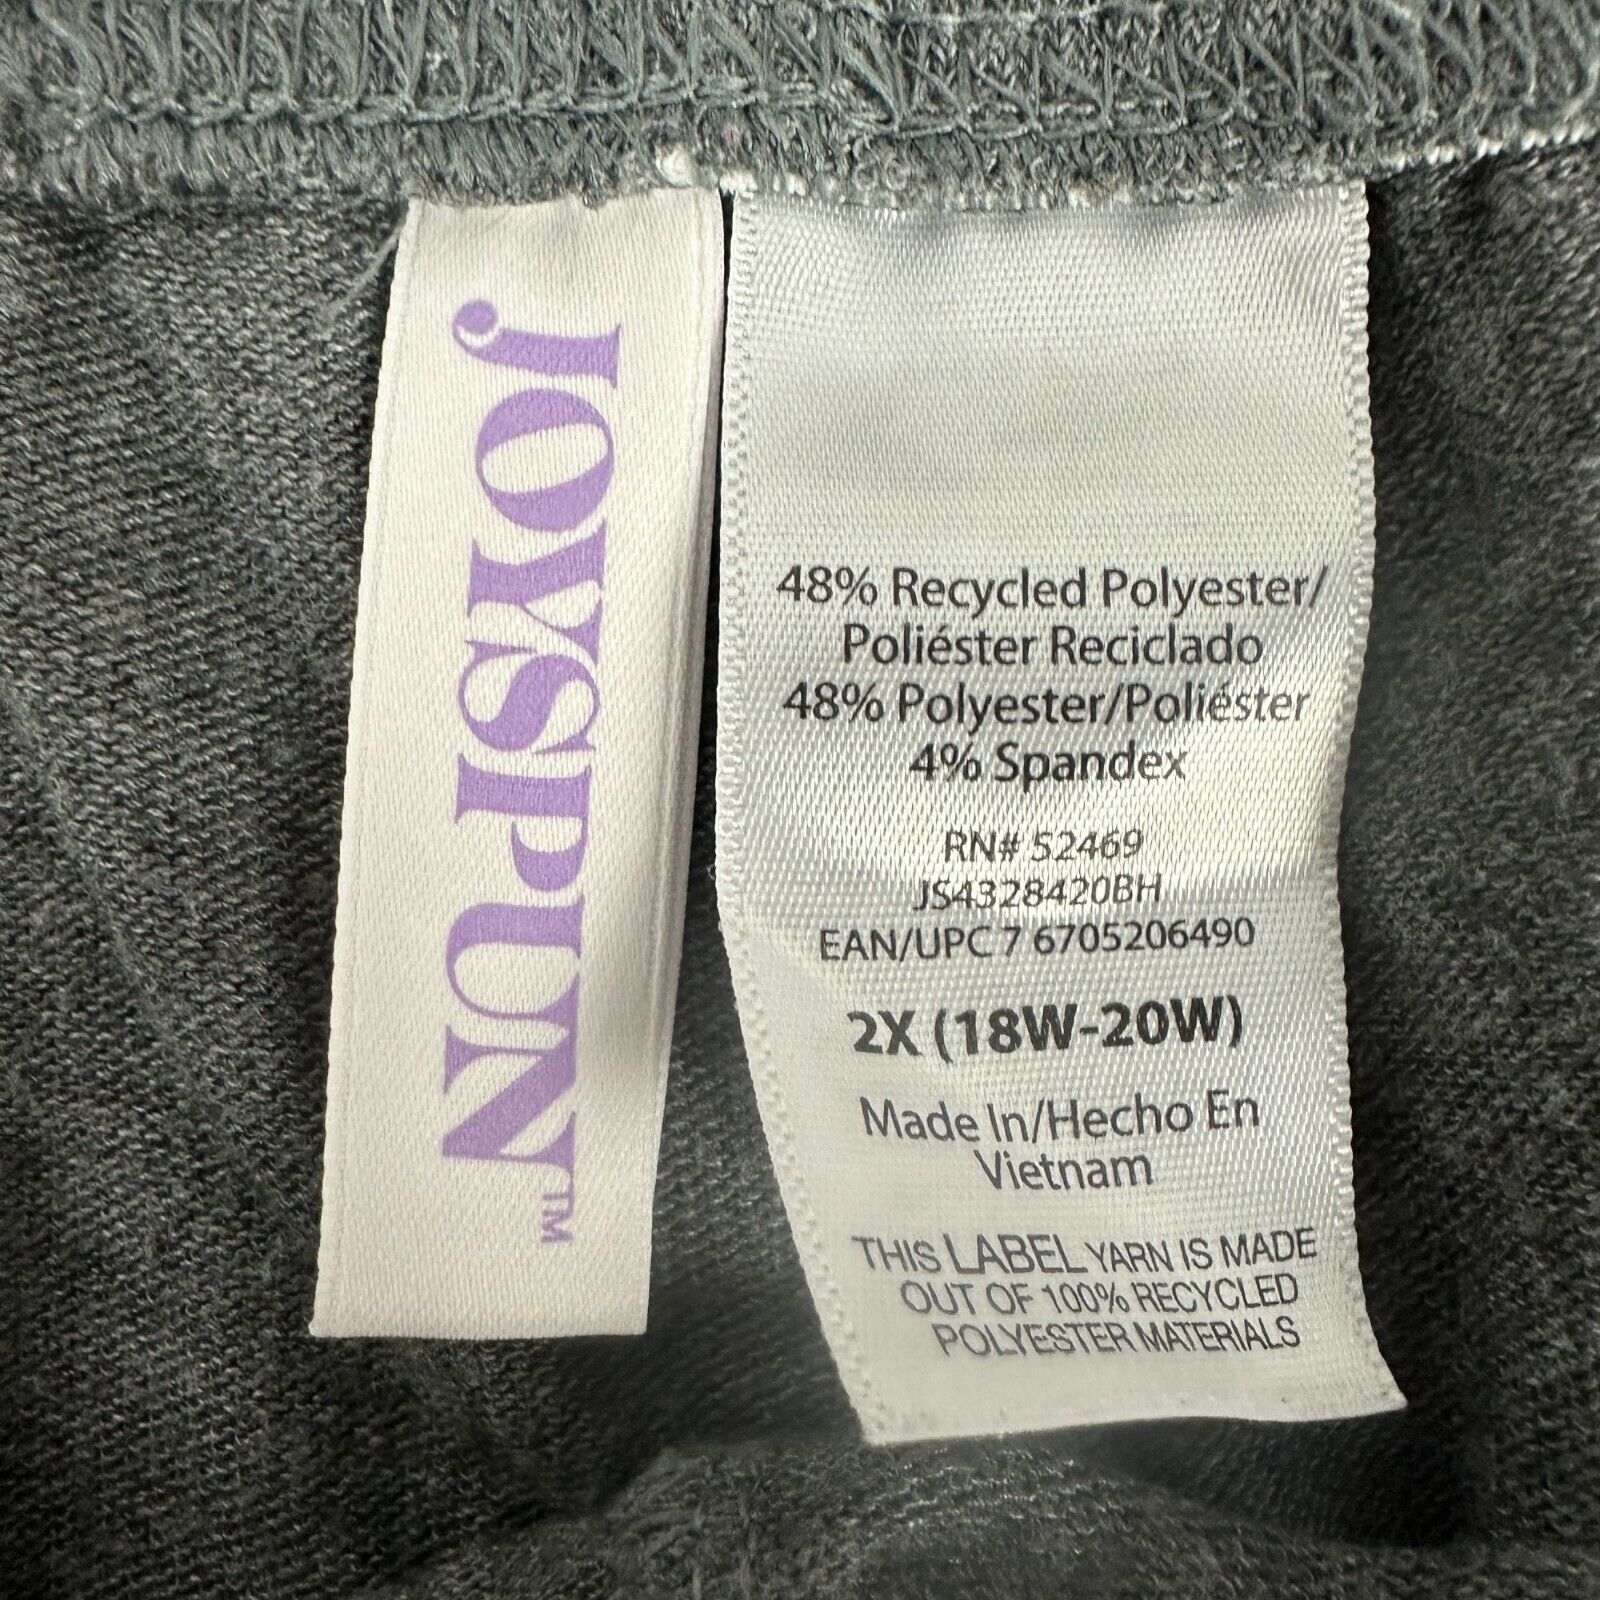 JOYSPUN™
48% Recycled Polyester/
Poliéster Reciclado
48% Polyester/Poliéster
4% Spandex
RN# 52469
JS4328420BH
EAN/UPC 7 6705206490
2X (18W-20W)
Made In/Hecho En
Vietnam
THIS LABEL YARN IS MADE
OUT OF 100% RECYCLED
POLYESTER MATERIALS